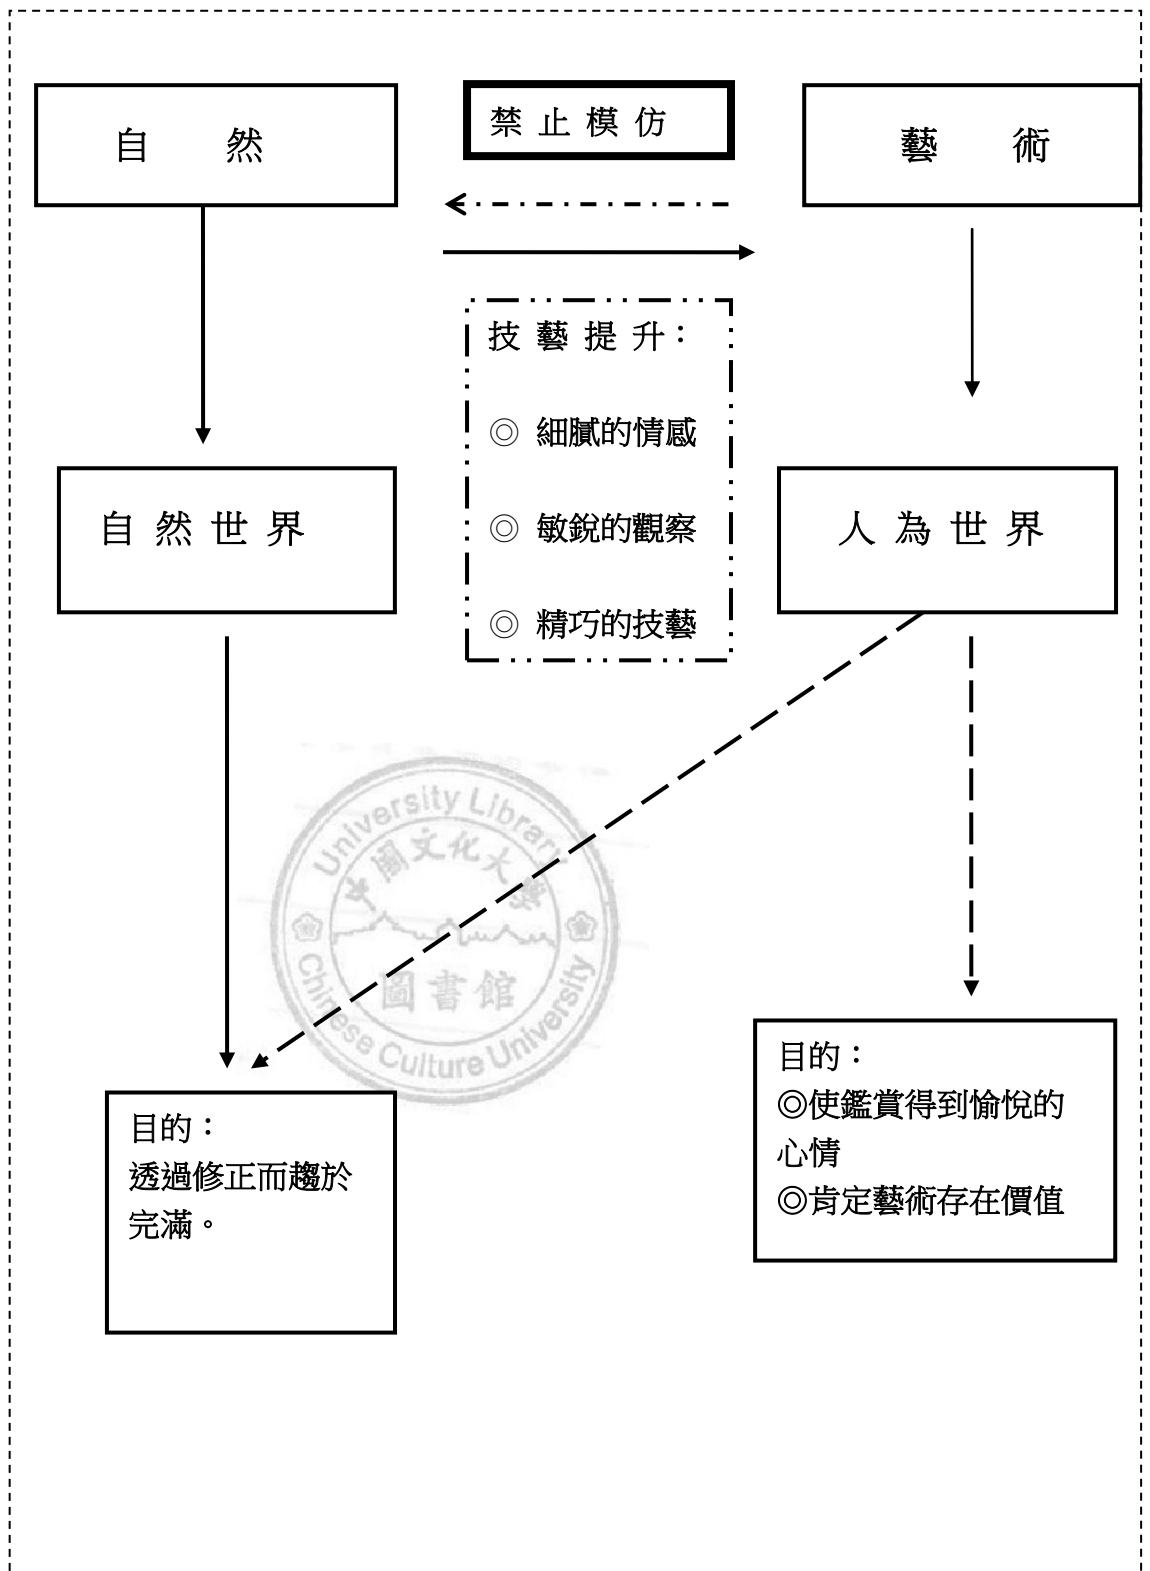 自 然
禁 止 模 仿
藝 術
技 藝 提 升：
◎ 細膩的情感
◎ 敏銳的觀察
◎ 精巧的技藝
自 然 世 界
人 為 世 界
University Library
中國文化大學
圖書館
Chinese Culture University
目的：
◎使鑑賞得到愉悅的
心情
◎肯定藝術存在價值
目的：
透過修正而趨於
完滿。